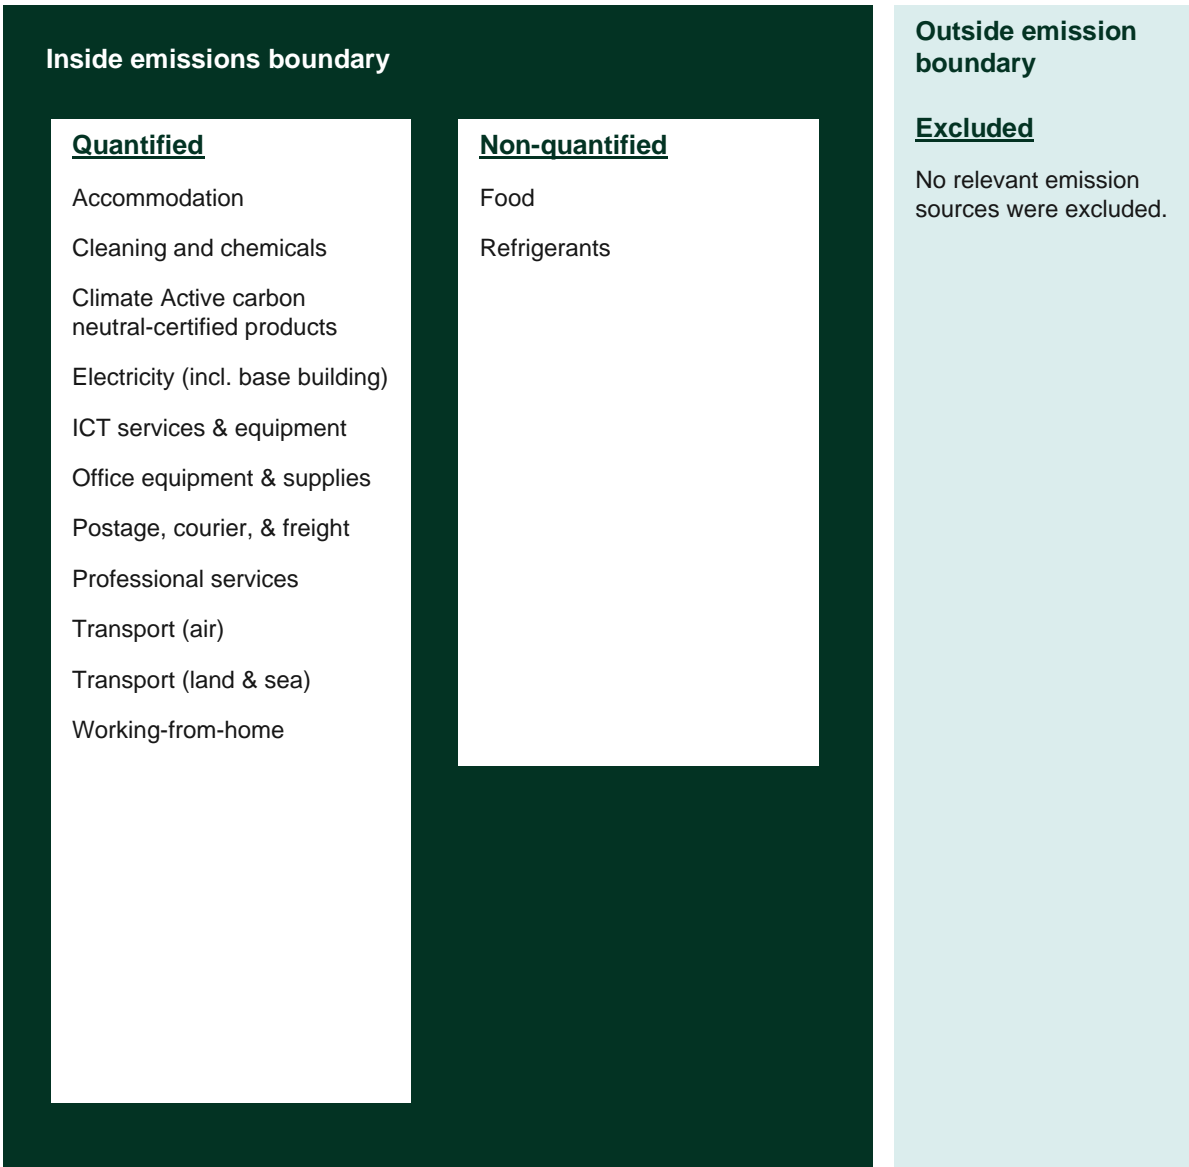 Inside emissions boundary
Quantified
Accommodation
Cleaning and chemicals
Climate Active carbon
neutral-certified products
Electricity (incl. base building)
ICT services & equipment
Office equipment & supplies
Postage, courier, & freight
Professional services
Transport (air)
Transport (land & sea)
Working-from-home
Non-quantified
Food
Refrigerants
Outside emission
boundary
Excluded
No relevant emission
sources were excluded.